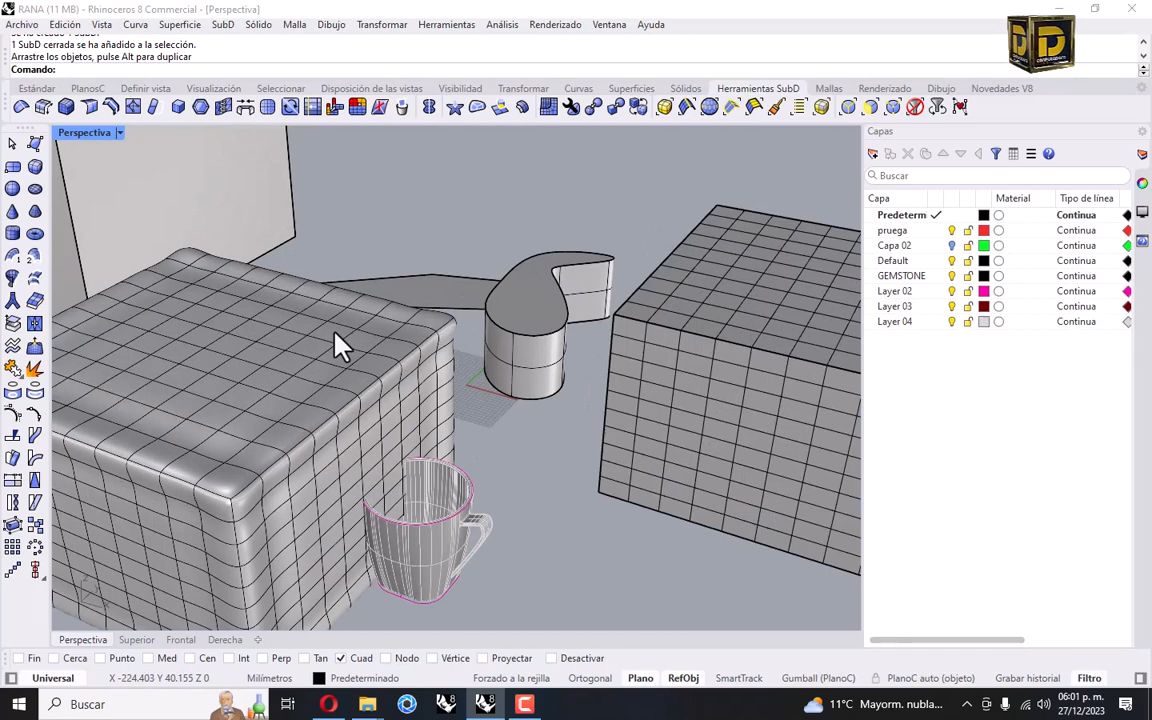 RANA (11 MB) - Rhinoceros 8 Commercial - [Perspectiva]
Archivo Edición Vista Curva Superficie SubD Sólido Malla Dibujo Transformar Herramientas Análisis Renderizado Ventana Ayuda
1 SubD cerrada se ha añadido a la selección.
Arrastre los objetos, pulse Alt para duplicar
Comando:
Estándar PlanosC Definir vista Visualización Seleccionar Disposición de las vistas Visibilidad Transformar Curvas Superficies Sólidos Herramientas SubD Mallas Renderizado Dibujo Novedades V8
Perspectiva
Capas
Buscar
Capa Material Tipo de línea
Predeterm Continua
pruega Continua
Capa 02 Continua
Default Continua
GEMSTONE Continua
Layer 02 Continua
Layer 03 Continua
Layer 04 Continua
Perspectiva Superior Frontal Derecha
Fin Cerca Punto Med Cen Int Perp Tan Cuad Nodo Vértice Proyectar Desactivar
Universal X -224.403 Y 40.155 Z 0 Milímetros Predeterminado Forzado a la rejilla Ortogonal Plano RefObj SmartTrack Gumball (PlanoC) PlanoC auto (objeto) Grabar historial Filtro
Buscar 11°C Mayorm. nubla... 06:01 p. m.
27/12/2023